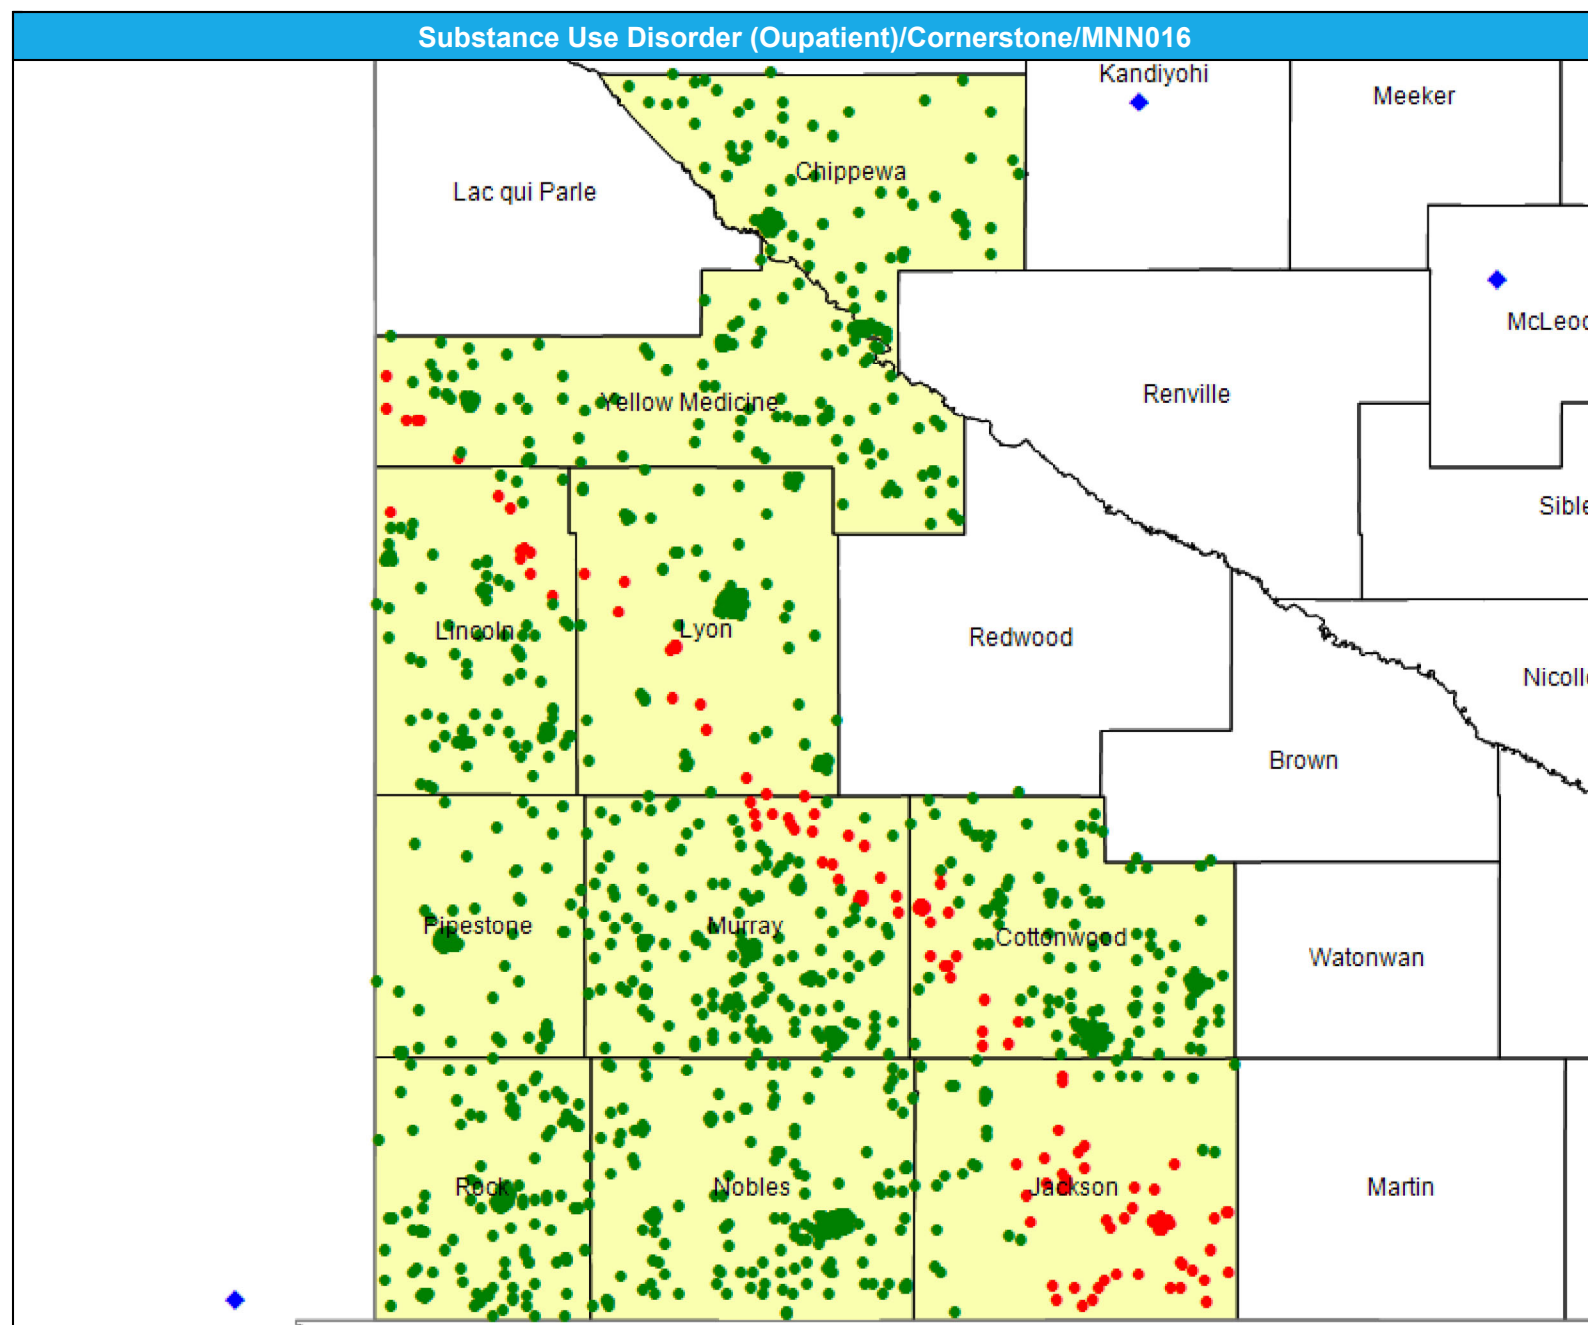 Substance Use Disorder (Oupatient)/Cornerstone/MNN016
Kandiyohi
Meeker
Chippewa
Lac qui Parle
McLeod
Renville
Yellow Medicine
Sible
Lincoln
Lyon
Redwood
Nicolle
Brown
Pipestone
Murray
Cottonwood
Watonwan
Rock
Nobles
Jackson
Martin